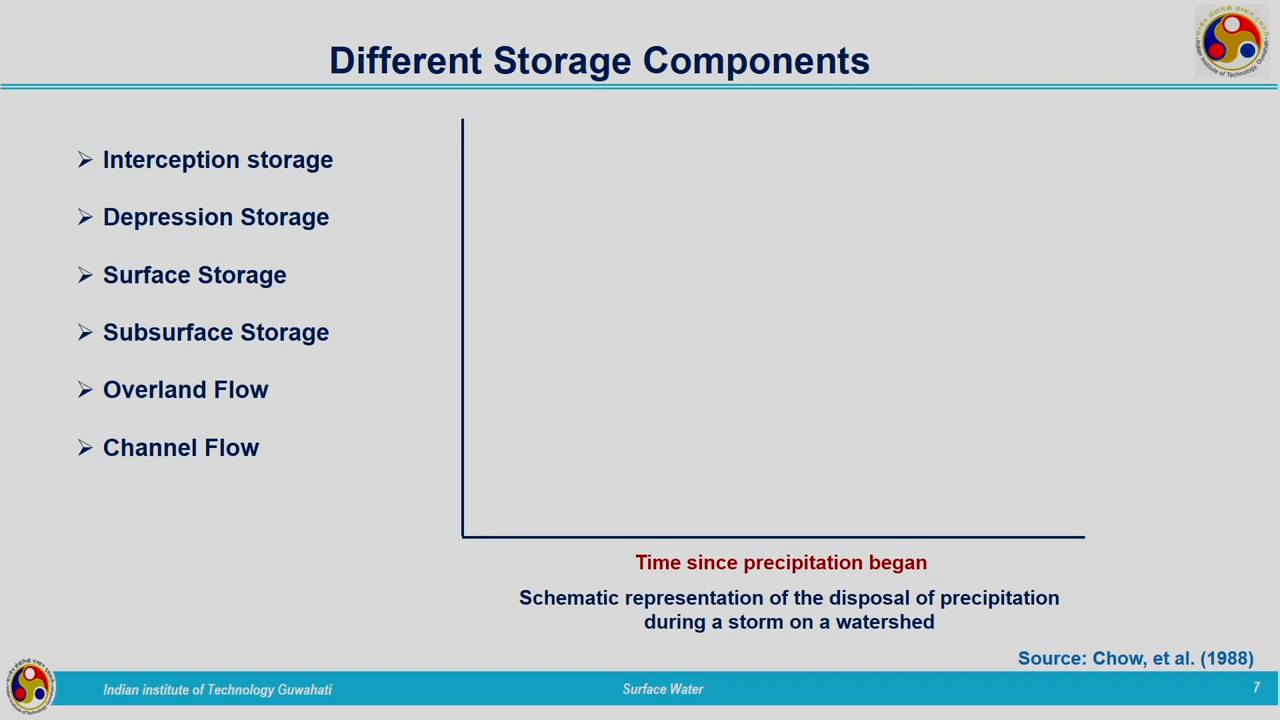 Different Storage Components
➢ Interception storage
➢ Depression Storage
➢ Surface Storage
➢ Subsurface Storage
➢ Overland Flow
➢ Channel Flow
Time since precipitation began
Schematic representation of the disposal of precipitation
during a storm on a watershed
Source: Chow, et al. (1988)
Indian institute of Technology Guwahati
Surface Water
7